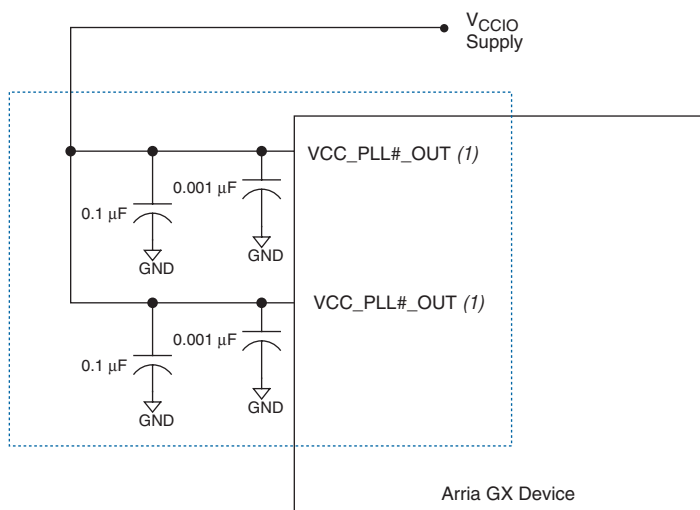 VCCIO
Supply
VCC_PLL#_OUT (1)
0.001 μF
0.1 μF
GND
GND
VCC_PLL#_OUT (1)
0.001 μF
0.1 μF
GND
GND
Arria GX Device